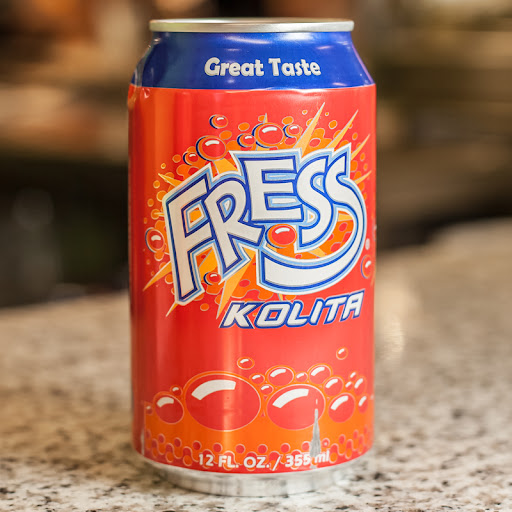 Great Taste
FRESS
KOLITA
12 FL. OZ. / 355 ml